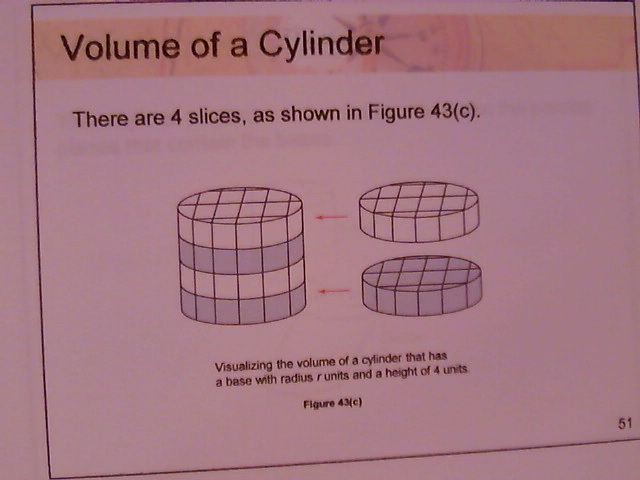 Volume of a Cylinder
There are 4 slices, as shown in Figure 43(c).
Visualizing the volume of a cylinder that has
a base with radius r units and a height of 4 units.
Figure 43(c)
51